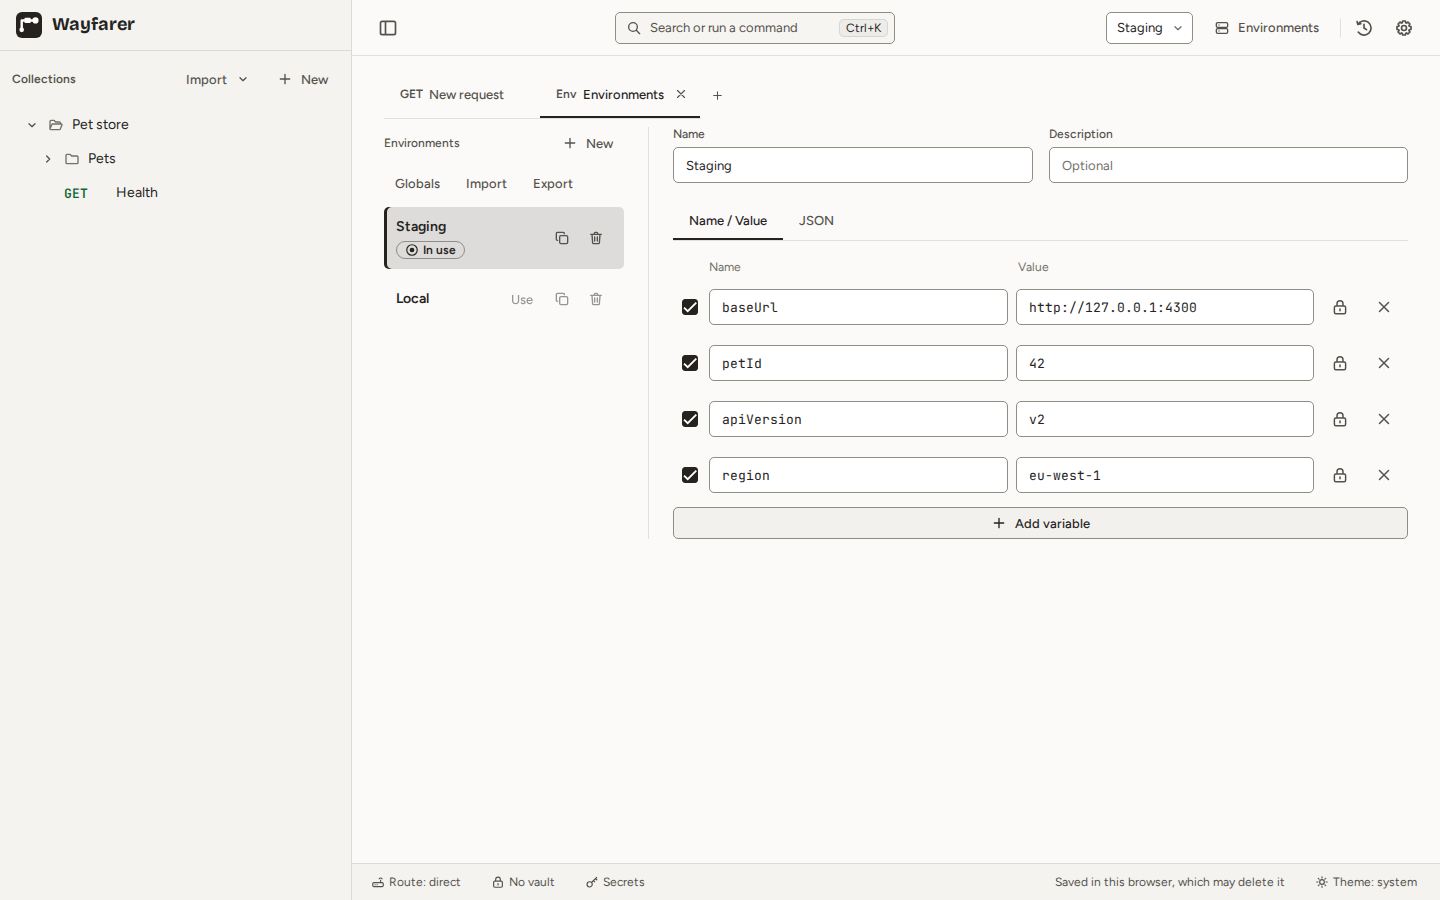 Wayfarer
Search or run a command Ctrl+K
Staging
Environments
Collections Import New
Pet store
Pets
GET Health
GET New request
Env Environments
Environments New
Globals Import Export
Staging
In use
Local Use
Name
Staging
Description
Optional
Name / Value JSON
Name Value
baseUrl http://127.0.0.1:4300
petId 42
apiVersion v2
region eu-west-1
Add variable
Route: direct No vault Secrets Saved in this browser, which may delete it Theme: system